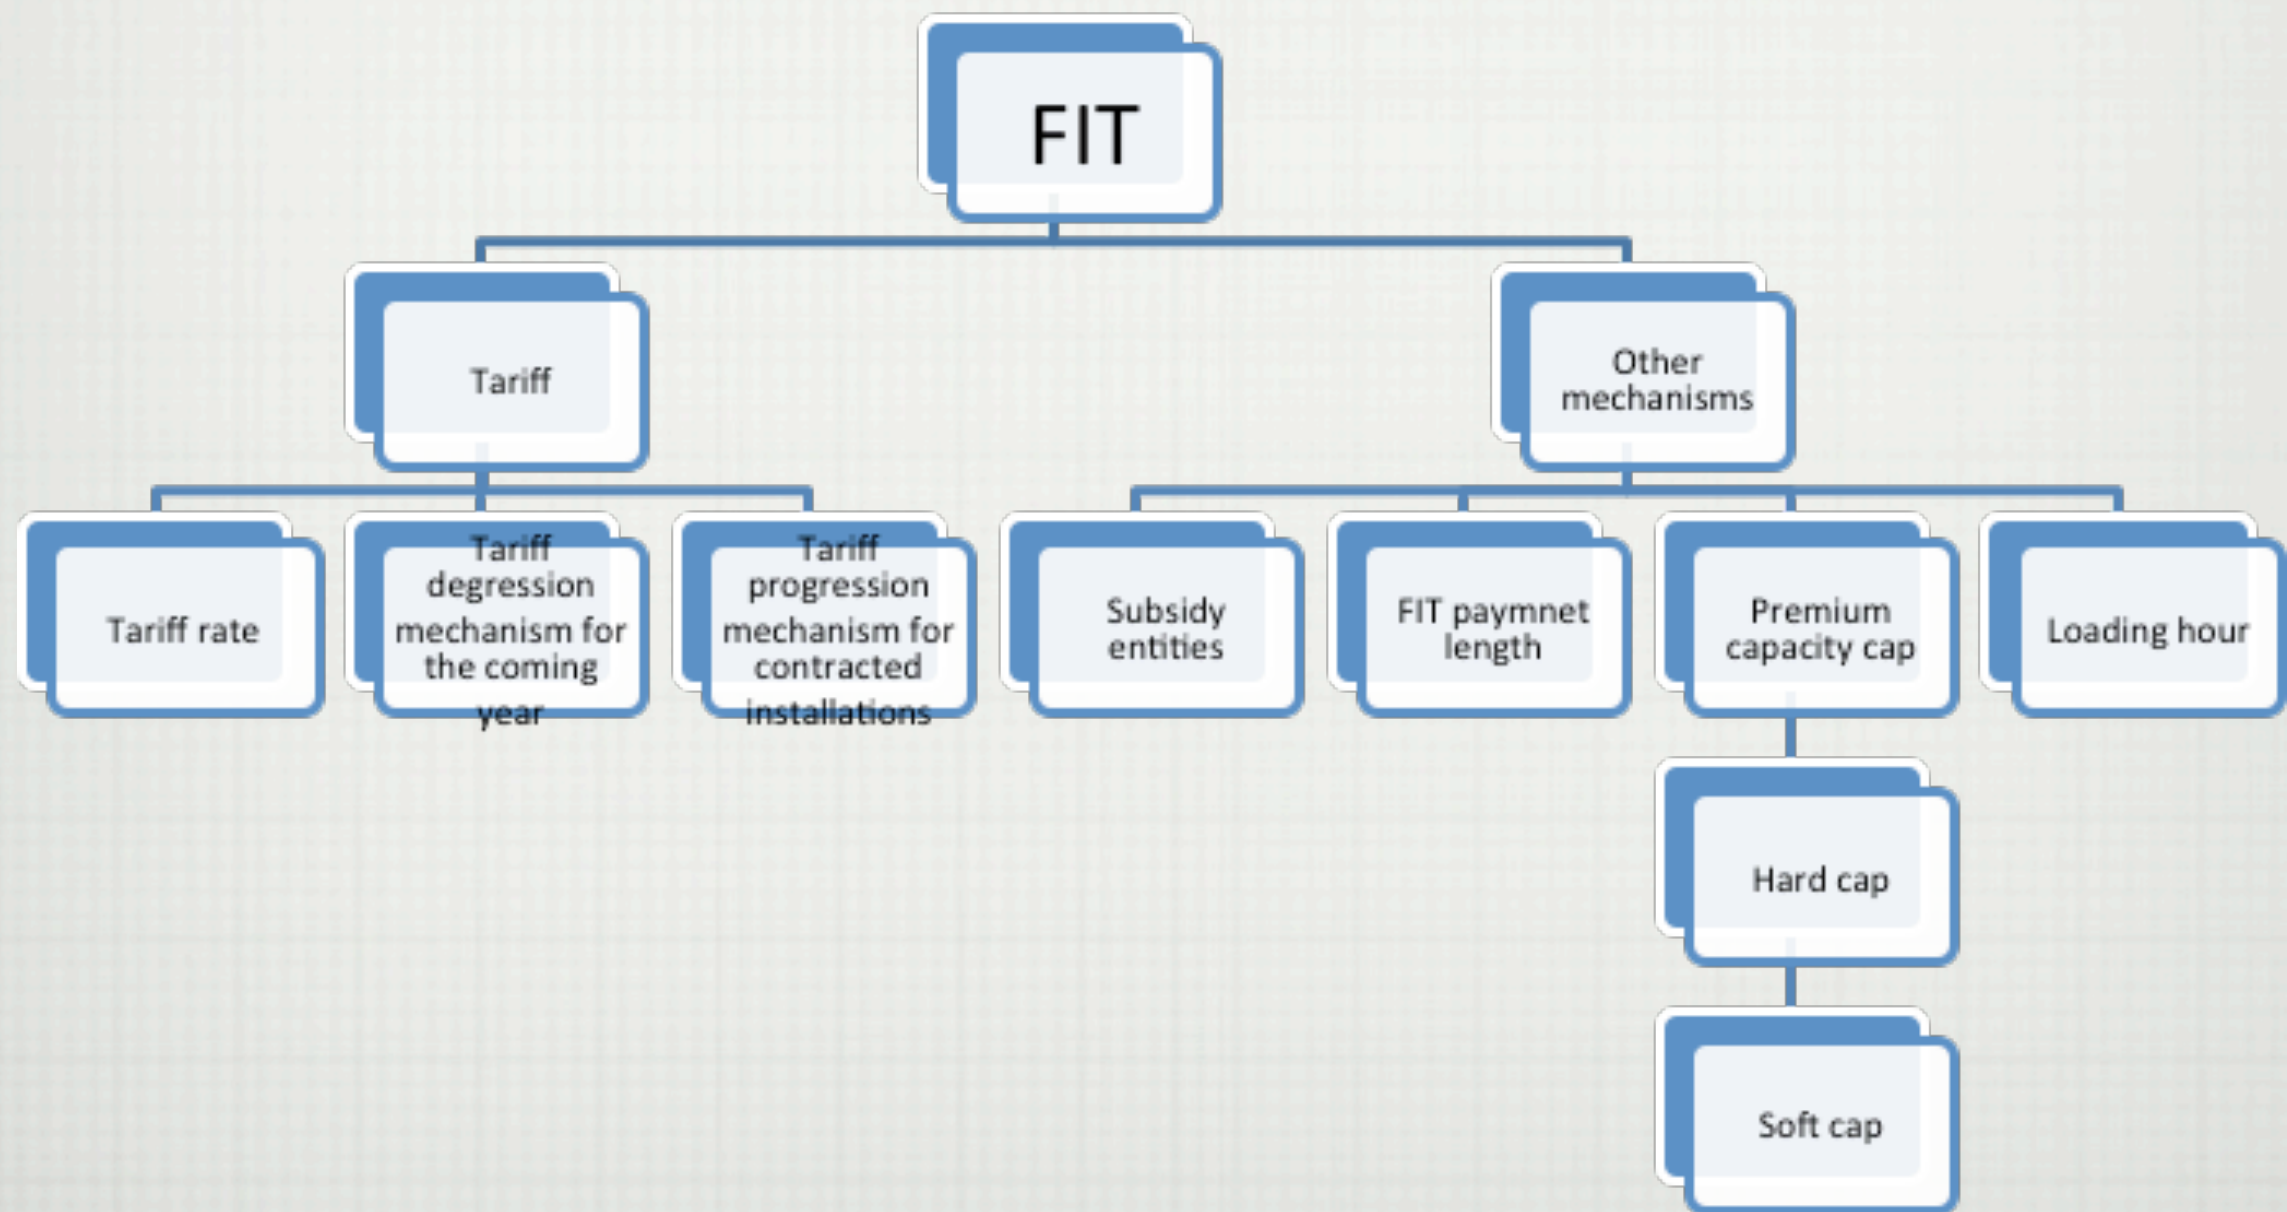 FIT
Tariff
Other
mechanisms
Tariff rate
Tariff
degression
mechanism for
the coming
year
Tariff
progression
mechanism for
contracted
installations
Subsidy
entities
FIT paymnet
length
Premium
capacity cap
Loading hour
Hard cap
Soft cap